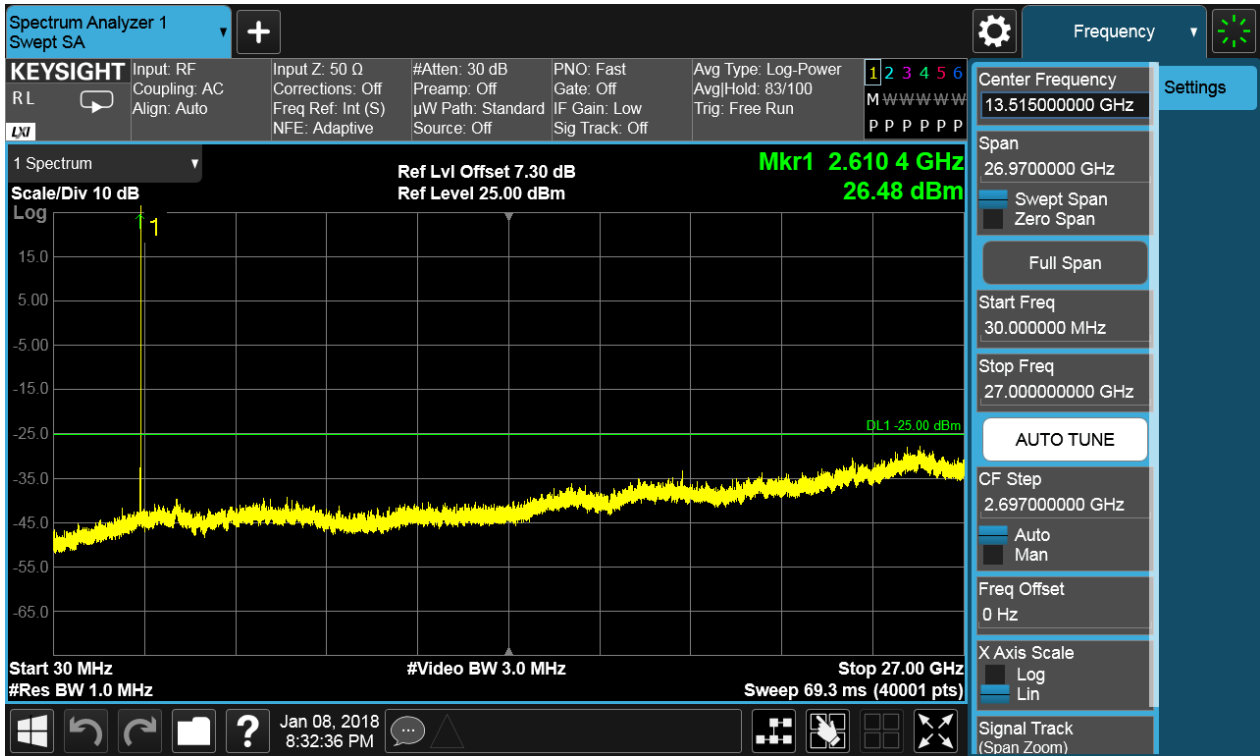 Spectrum Analyzer 1
Swept SA
+
Frequency
KEYSIGHT
R L
LXI
Input: RF
Coupling: AC
Align: Auto
Input Z: 50 Ω
Corrections: Off
Freq Ref: Int (S)
NFE: Adaptive
#Atten: 30 dB
Preamp: Off
µW Path: Standard
Source: Off
PNO: Fast
Gate: Off
IF Gain: Low
Sig Track: Off
Avg Type: Log-Power
Avg|Hold: 83/100
Trig: Free Run
1 2 3 4 5 6
M W W W W W
P P P P P P
1 Spectrum
Scale/Div 10 dB
Ref Lvl Offset 7.30 dB
Ref Level 25.00 dBm
Mkr1 2.610 4 GHz
26.48 dBm
Log
1
15.0
5.00
-5.00
-15.0
-25.0
-35.0
-45.0
-55.0
-65.0
DL1 -25.00 dBm
Start 30 MHz
#Video BW 3.0 MHz
Stop 27.00 GHz
#Res BW 1.0 MHz
Sweep 69.3 ms (40001 pts)
?
Jan 08, 2018
8:32:36 PM
Center Frequency
13.515000000 GHz
Settings
Span
26.9700000 GHz
Swept Span
Zero Span
Full Span
Start Freq
30.000000 MHz
Stop Freq
27.000000000 GHz
AUTO TUNE
CF Step
2.697000000 GHz
Auto
Man
Freq Offset
0 Hz
X Axis Scale
Log
Lin
Signal Track
(Span Zoom)